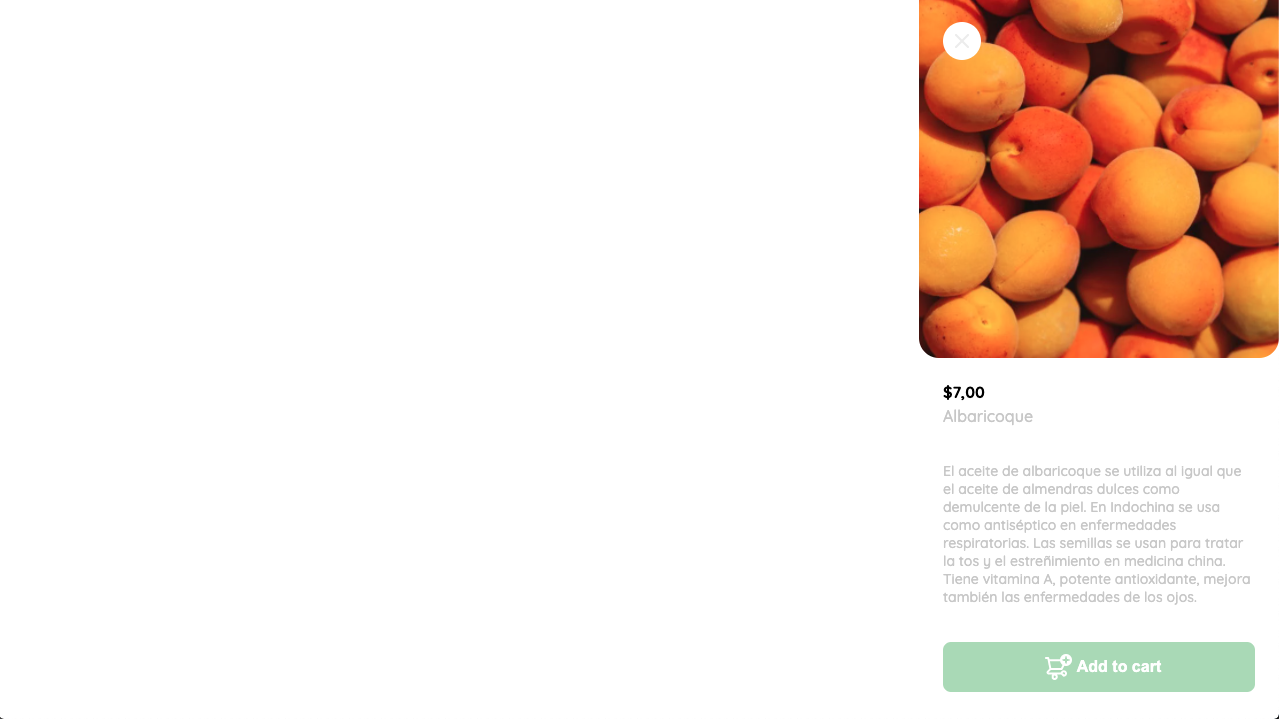 $7,00
Albaricoque
El aceite de albaricoque se utiliza al igual que
el aceite de almendras dulces como
demulcente de la piel. En Indochina se usa
como antiséptico en enfermedades
respiratorias. Las semillas se usan para tratar
la tos y el estreñimiento en medicina china.
Tiene vitamina A, potente antioxidante, mejora
también las enfermedades de los ojos.
Add to cart